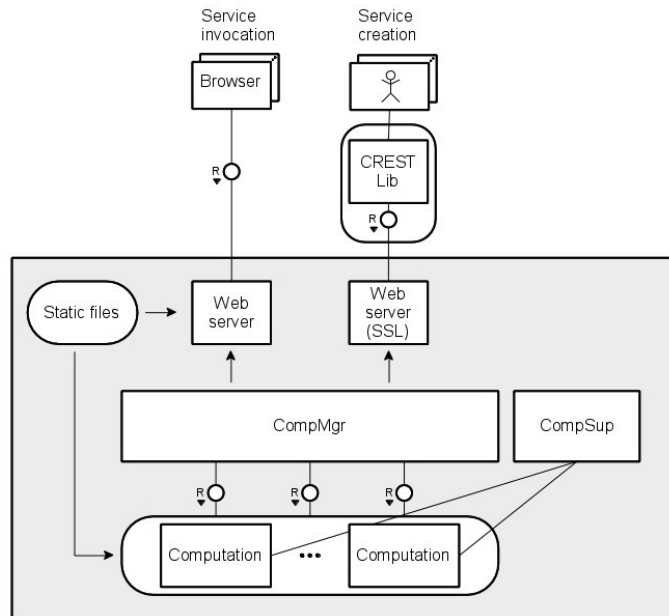 Service
invocation
Service
creation
Browser
CREST
Lib
R
R
Static files
Web
server
Web
server
(SSL)
CompMgr
CompSup
R
R
R
Computation
•••
Computation